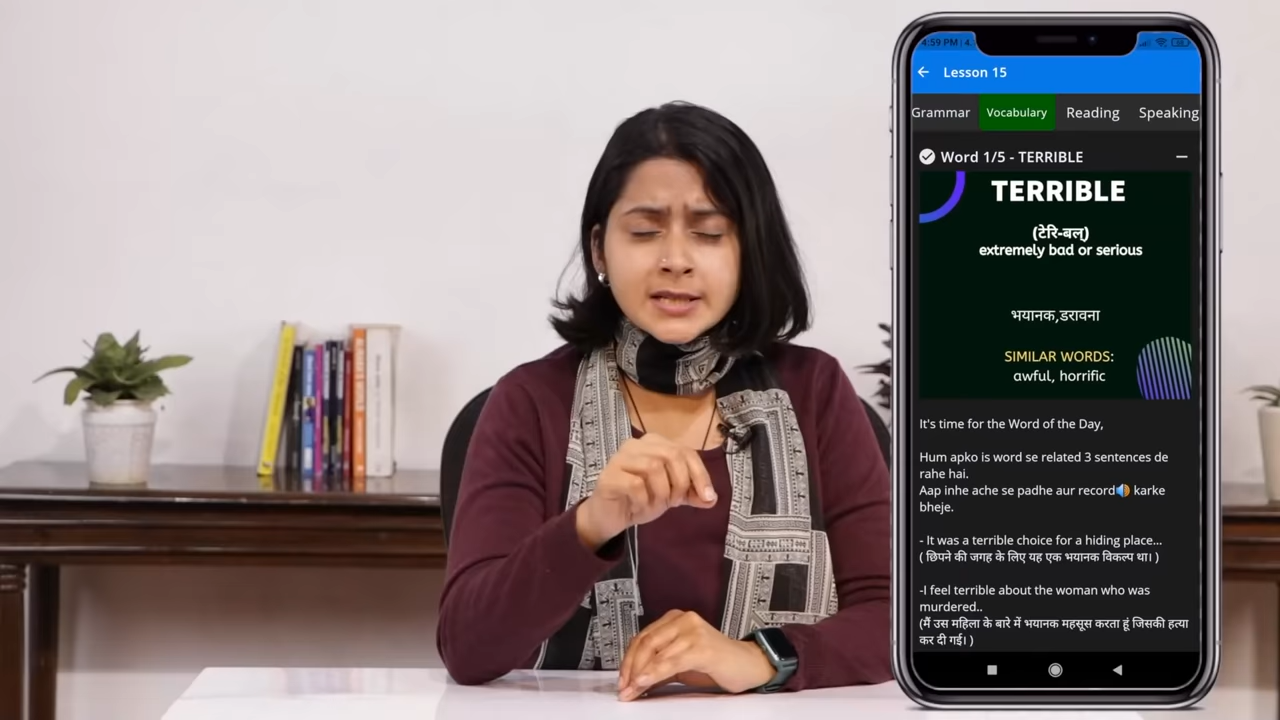 4:59 PM | 4
Lesson 15
Grammar Vocabulary Reading Speaking
Word 1/5 - TERRIBLE
TERRIBLE
(टेरि-बल्)
extremely bad or serious
भयानक,डरावना
SIMILAR WORDS:
awful, horrific
It's time for the Word of the Day,
Hum apko is word se related 3 sentences de
rahe hai.
Aap inhe ache se padhe aur record karke
bheje.
- It was a terrible choice for a hiding place...
( छिपने की जगह के लिए यह एक भयानक विकल्प था। )
-I feel terrible about the woman who was
murdered..
(मैं उस महिला के बारे में भयानक महसूस करता हूं जिसकी हत्या
कर दी गई। )